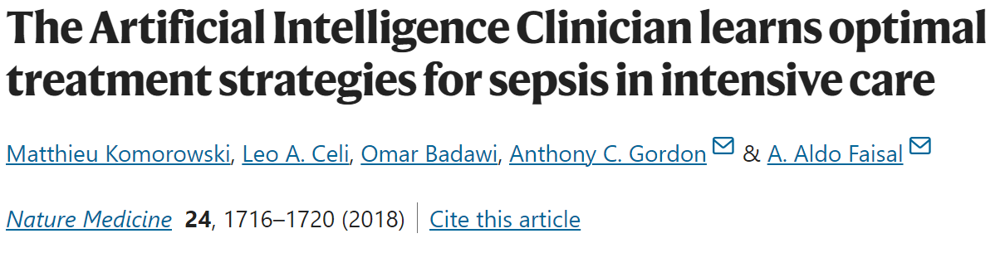 The Artificial Intelligence Clinician learns optimal
treatment strategies for sepsis in intensive care
Matthieu Komorowski, Leo A. Celi, Omar Badawi, Anthony C. Gordon & A. Aldo Faisal
Nature Medicine 24, 1716–1720 (2018) Cite this article